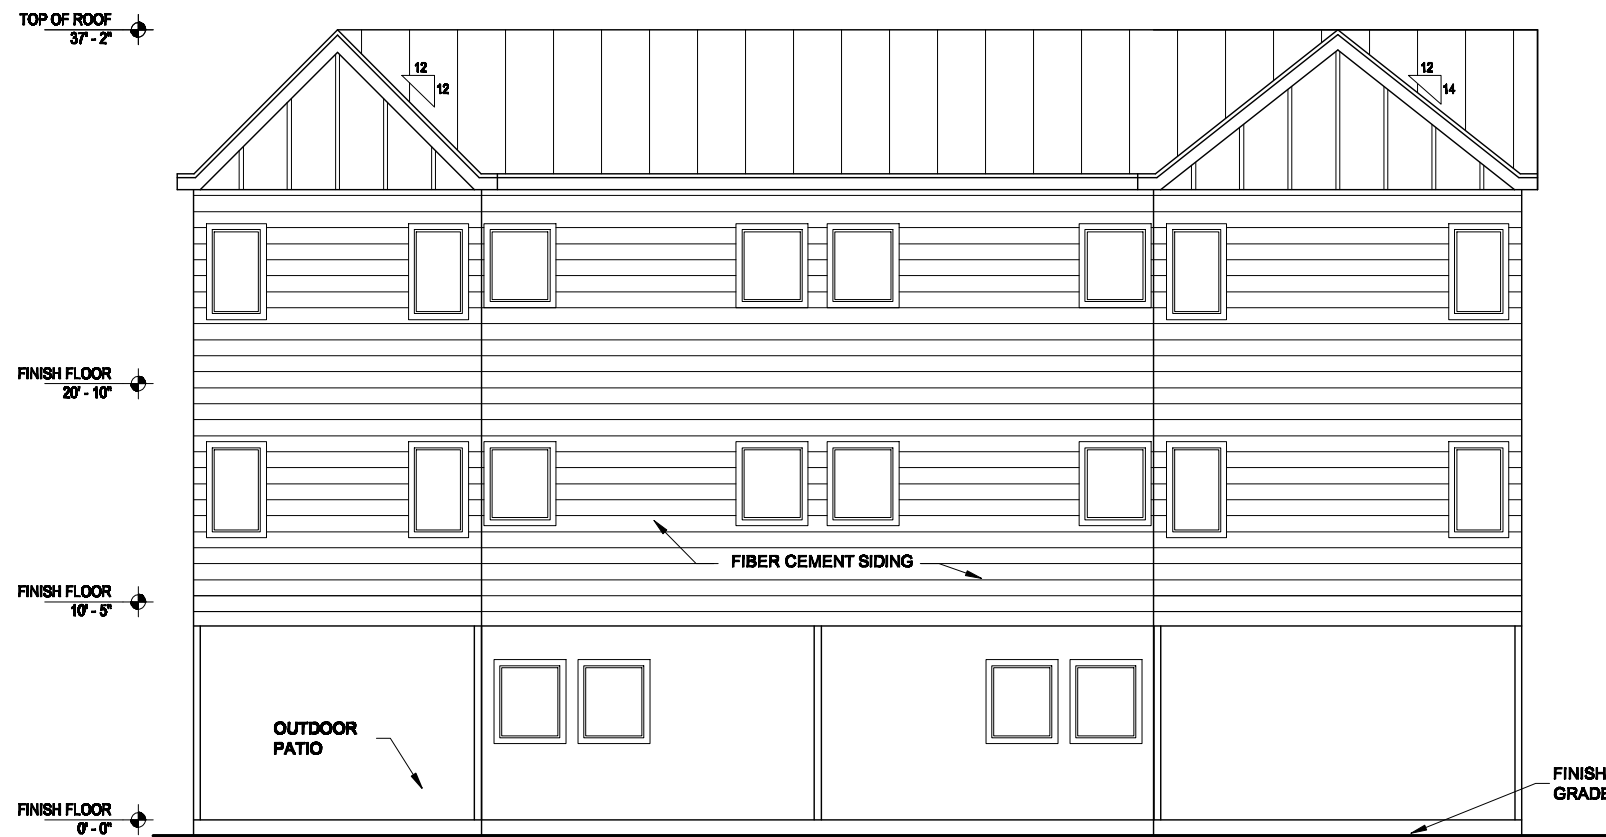 TOP OF ROOF
37' - 2"
12
12
12
14
FINISH FLOOR
20' - 10"
FINISH FLOOR
10' - 5"
FIBER CEMENT SIDING
OUTDOOR
PATIO
FINISH
GRADE
FINISH FLOOR
0' - 0"